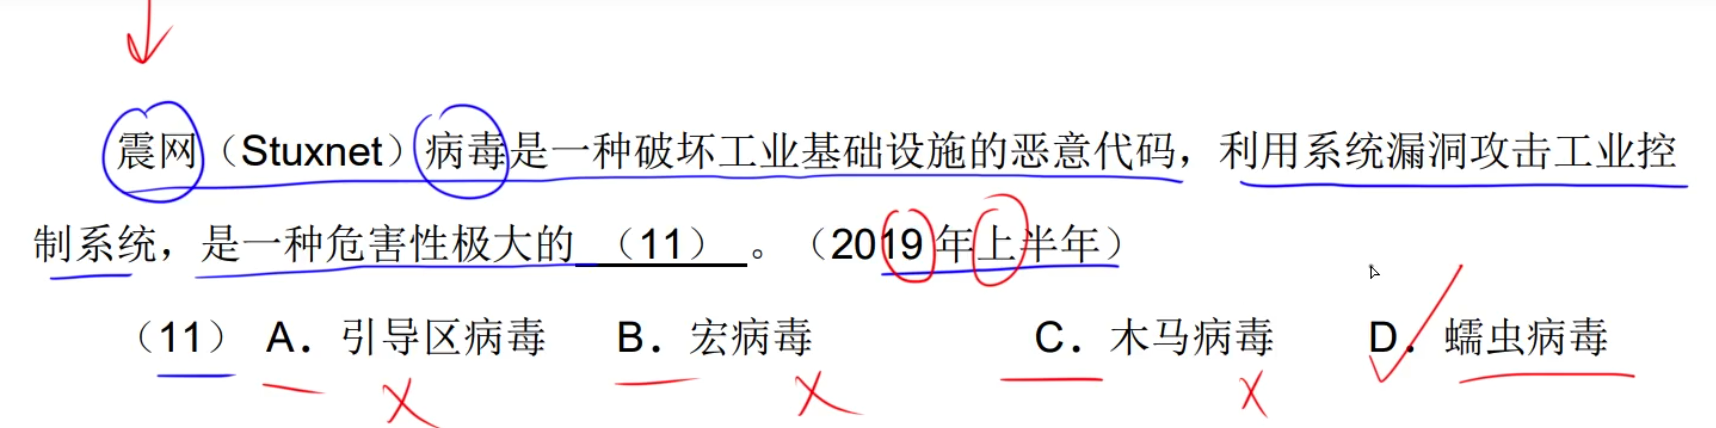 震网（Stuxnet）病毒是一种破坏工业基础设施的恶意代码，利用系统漏洞攻击工业控
制系统，是一种危害性极大的（11）。（2019年上半年）
（11） A．引导区病毒 B．宏病毒 C．木马病毒 D．蠕虫病毒